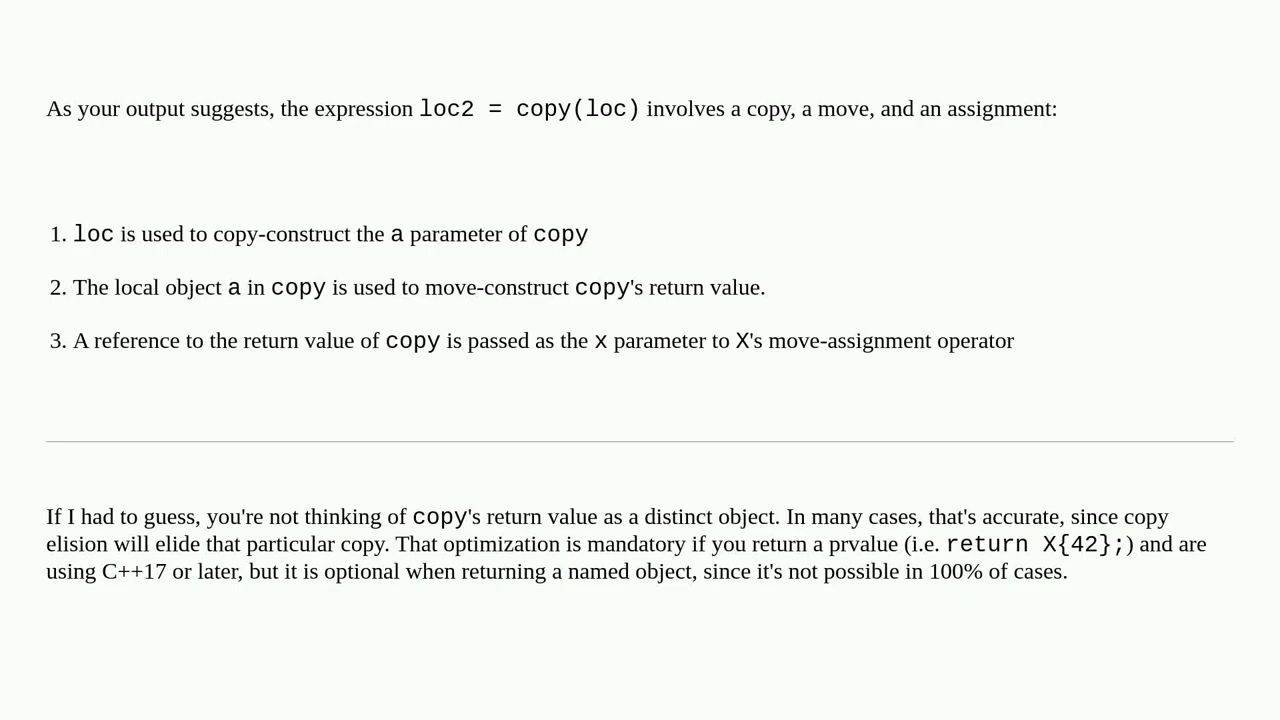 As your output suggests, the expression loc2 = copy(loc) involves a copy, a move, and an assignment:
1. loc is used to copy-construct the a parameter of copy
2. The local object a in copy is used to move-construct copy's return value.
3. A reference to the return value of copy is passed as the x parameter to X's move-assignment operator
If I had to guess, you're not thinking of copy's return value as a distinct object. In many cases, that's accurate, since copy
elision will elide that particular copy. That optimization is mandatory if you return a prvalue (i.e. return X{42};) and are
using C++17 or later, but it is optional when returning a named object, since it's not possible in 100% of cases.